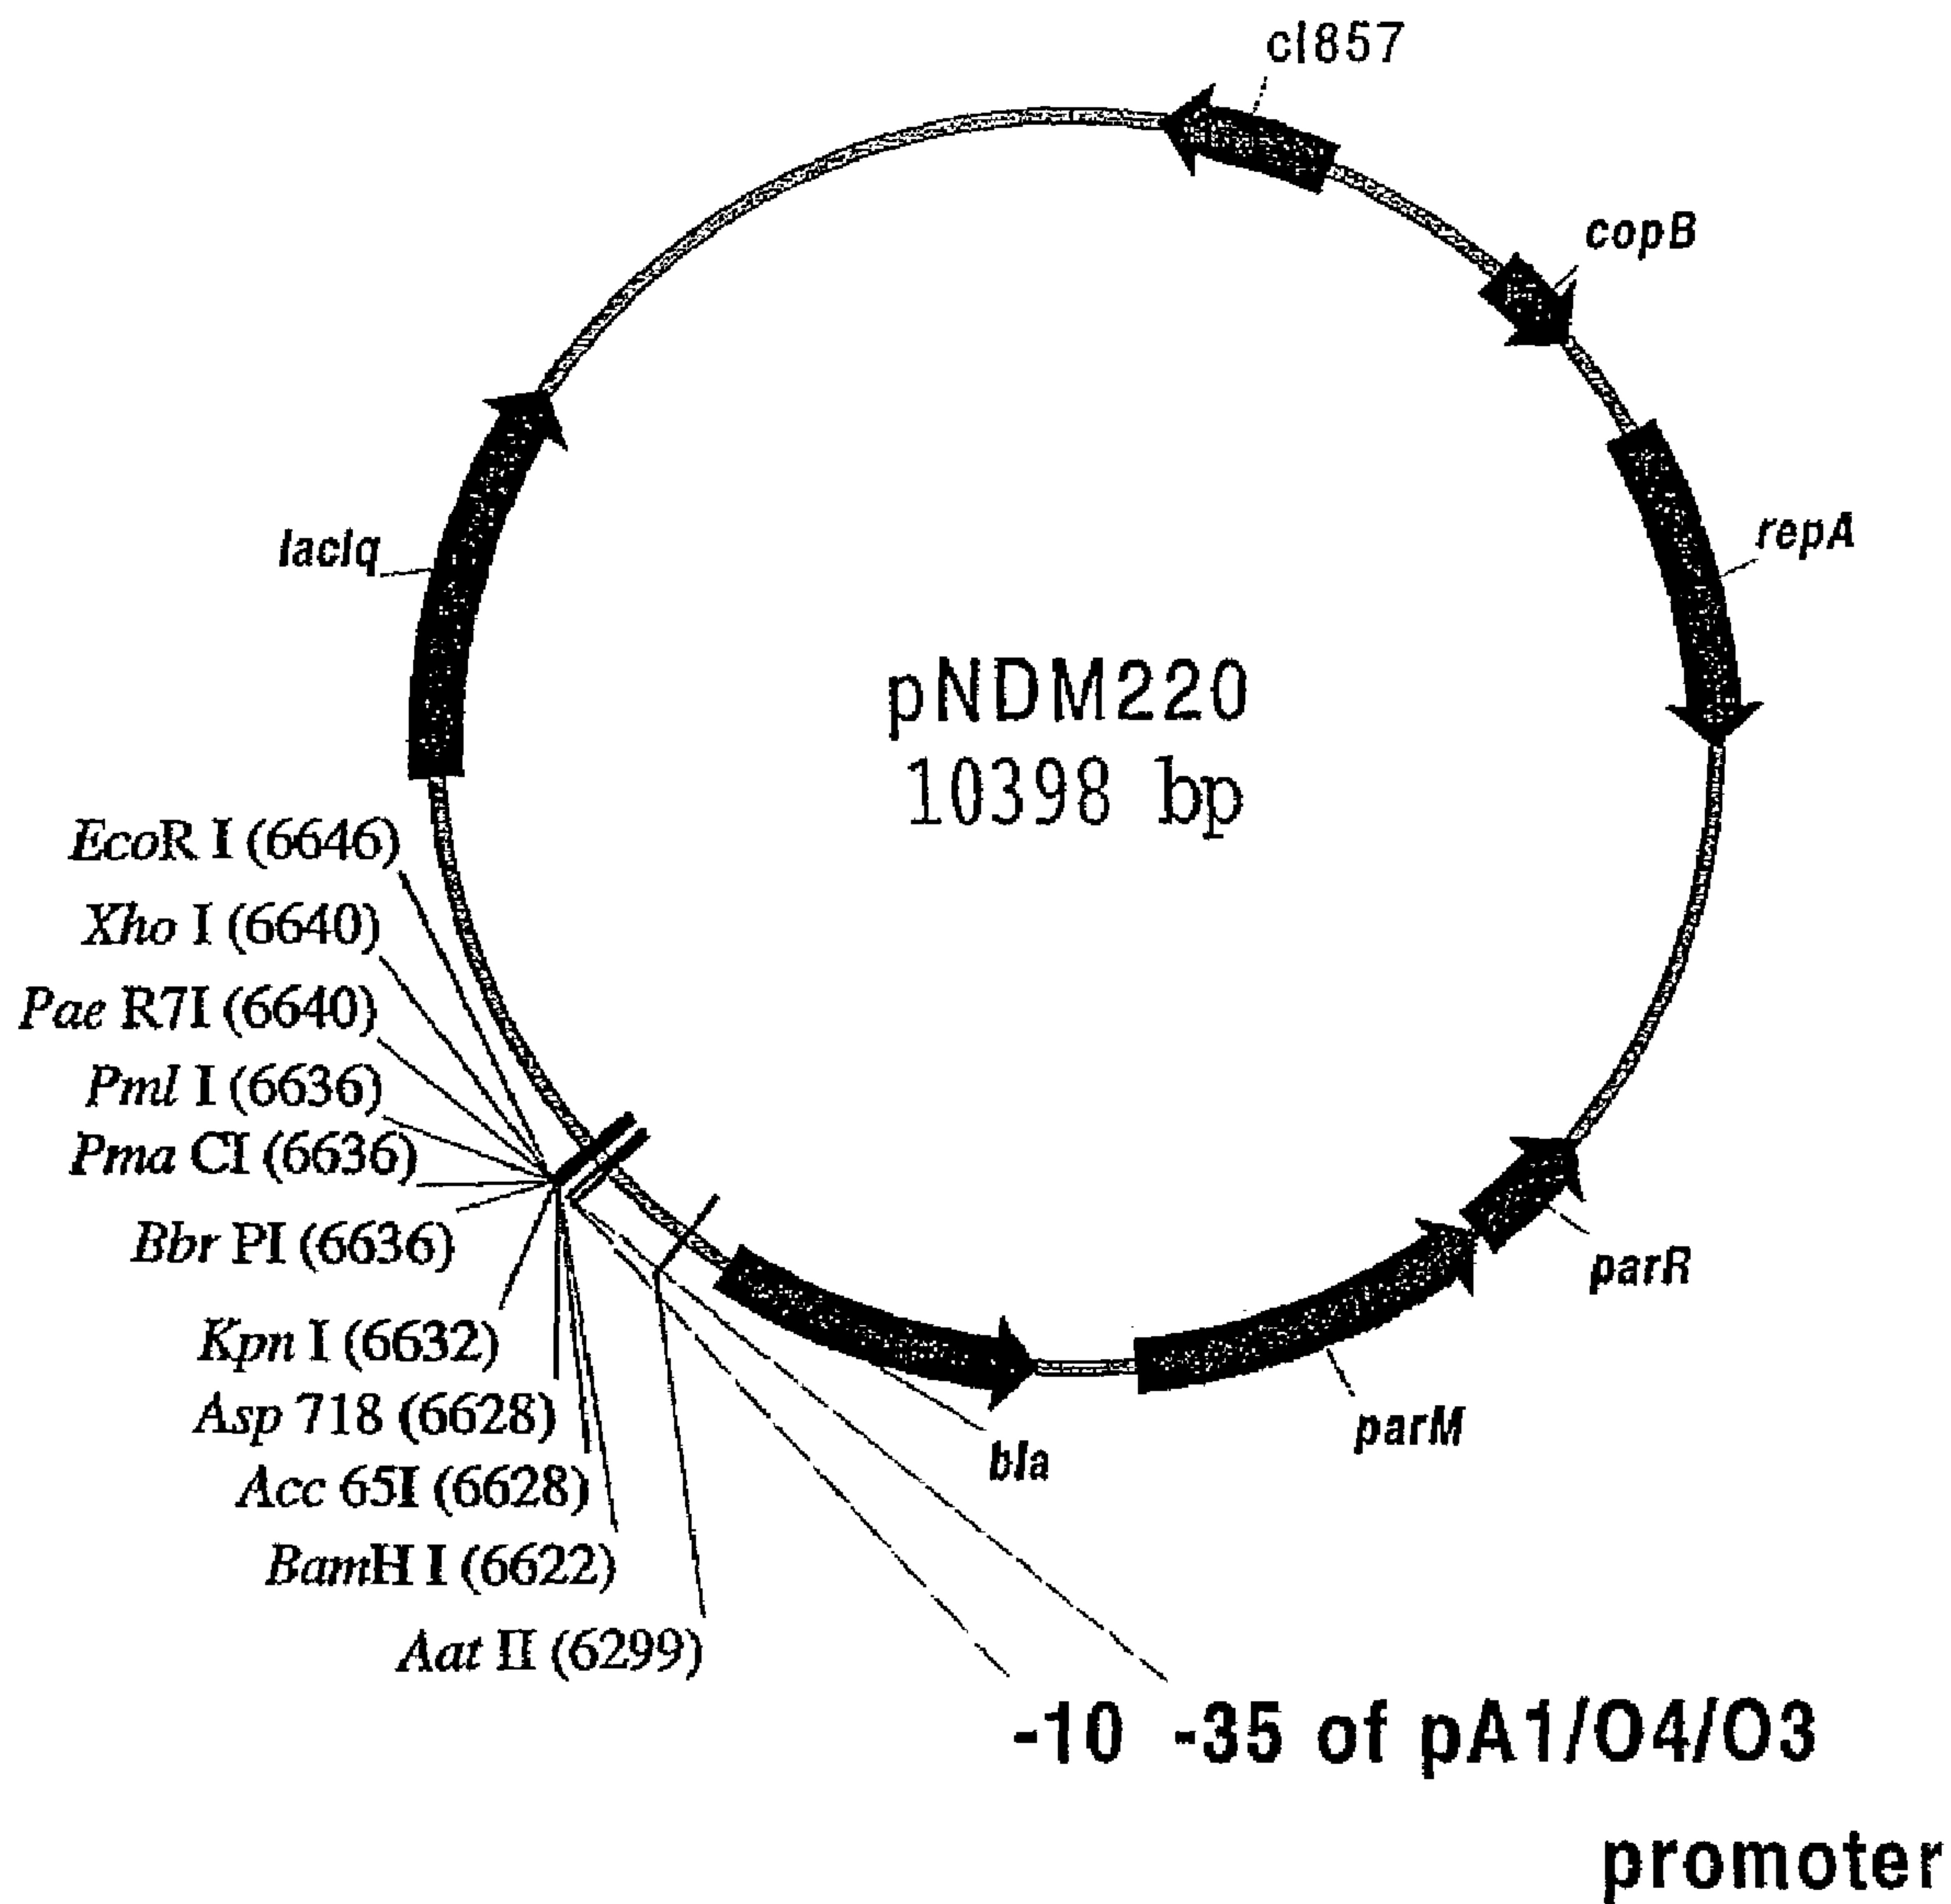 cI857
copB
repA
lacIq
pNDM220
10398 bp
EcoR I (6646)
Xho I (6640)
Pae R7I (6640)
Pml I (6636)
Pma CI (6636)
Bbr PI (6636)
Kpn I (6632)
Asp 718 (6628)
Acc 65I (6628)
BamH I (6622)
Aat II (6299)
parR
parM
bla
-10 -35 of pA1/O4/O3
promoter